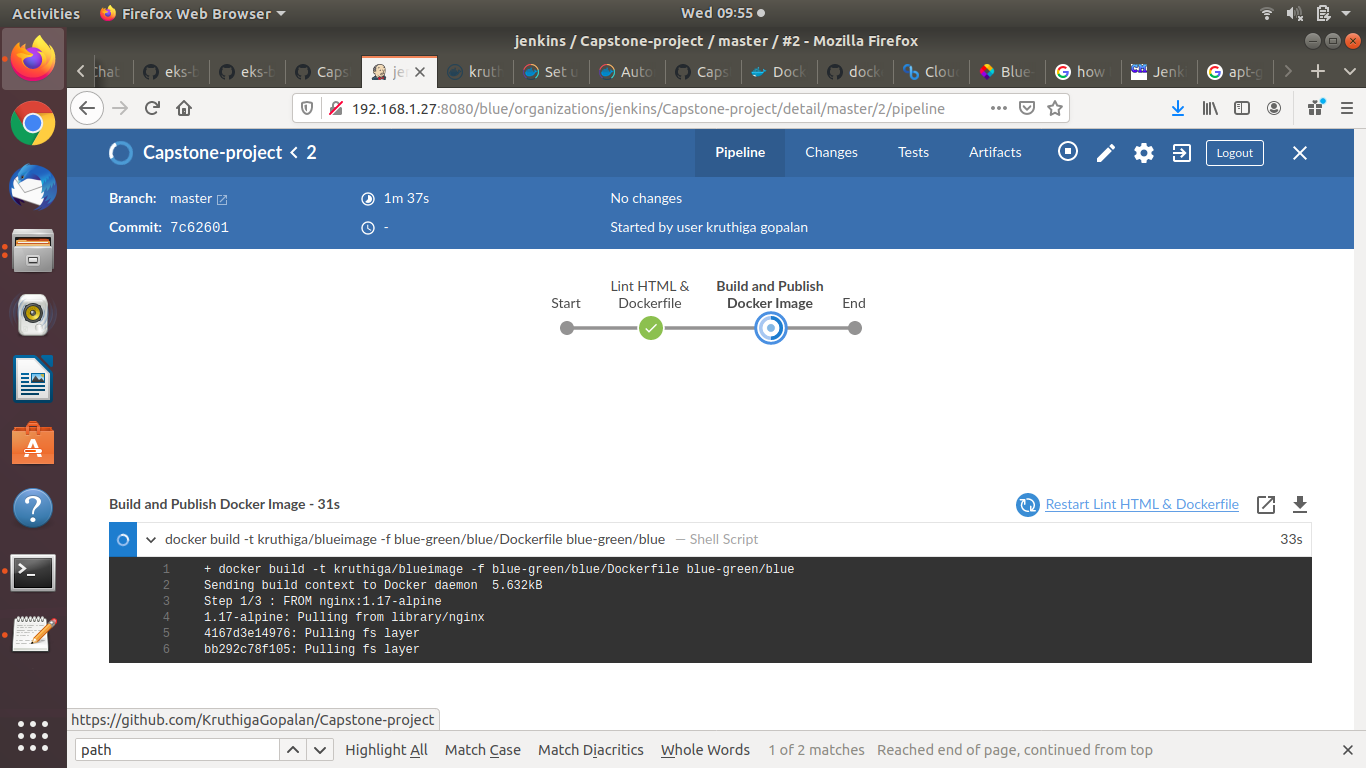 Activities Firefox Web Browser Wed 09:55
jenkins / Capstone-project / master / #2 - Mozilla Firefox
Chat eks-b eks-b Caps je kruth Set u Auto Caps Dock dock Clou Blue- how Jenk apt-g
192.168.1.27:8080/blue/organizations/jenkins/Capstone-project/detail/master/2/pipeline
Capstone-project < 2 Pipeline Changes Tests Artifacts Logout
Branch: master 1m 37s No changes
Commit: 7c62601 - Started by user kruthiga gopalan
Start Lint HTML & Dockerfile Build and Publish Docker Image End
Build and Publish Docker Image - 31s Restart Lint HTML & Dockerfile
docker build -t kruthiga/blueimage -f blue-green/blue/Dockerfile blue-green/blue — Shell Script 33s
1 + docker build -t kruthiga/blueimage -f blue-green/blue/Dockerfile blue-green/blue
2 Sending build context to Docker daemon 5.632kB
3 Step 1/3 : FROM nginx:1.17-alpine
4 1.17-alpine: Pulling from library/nginx
5 4167d3e14976: Pulling fs layer
6 bb292c78f105: Pulling fs layer
https://github.com/KruthigaGopalan/Capstone-project
path Highlight All Match Case Match Diacritics Whole Words 1 of 2 matches Reached end of page, continued from top